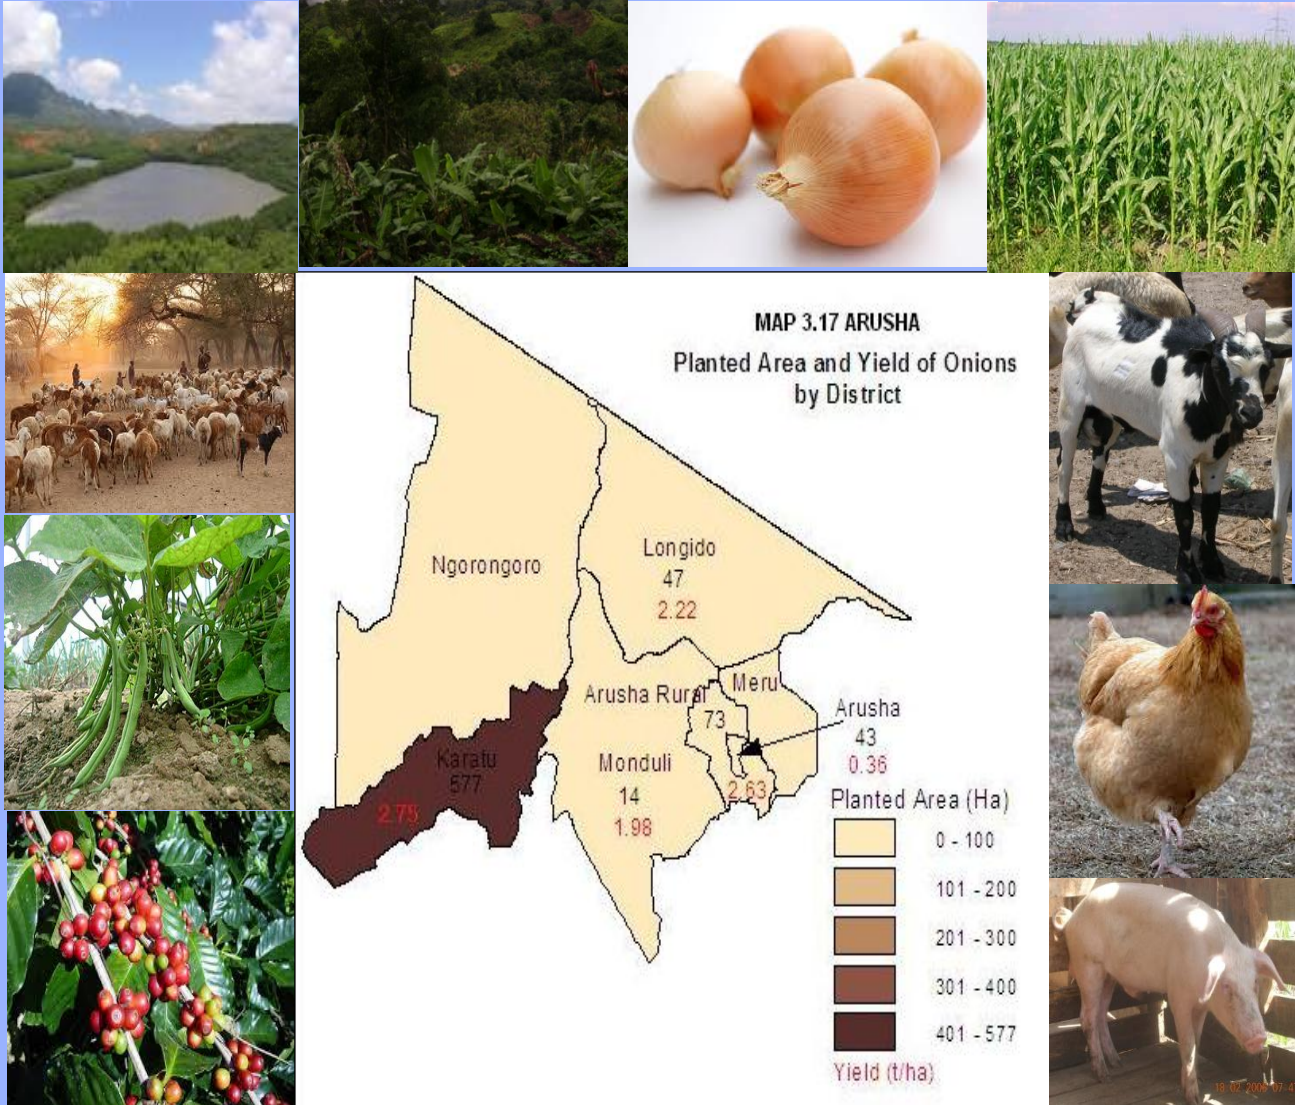 MAP 3.17 ARUSHA
Planted Area and Yield of Onions
by District
Ngorongoro
Longido
47
2.22
Arusha Rural
73
2.63
Meru
Arusha
43
0.36
Karatu
577
2.75
Monduli
14
1.98
Planted Area (Ha)
0 - 100
101 - 200
201 - 300
301 - 400
401 - 577
Yield (t/ha)